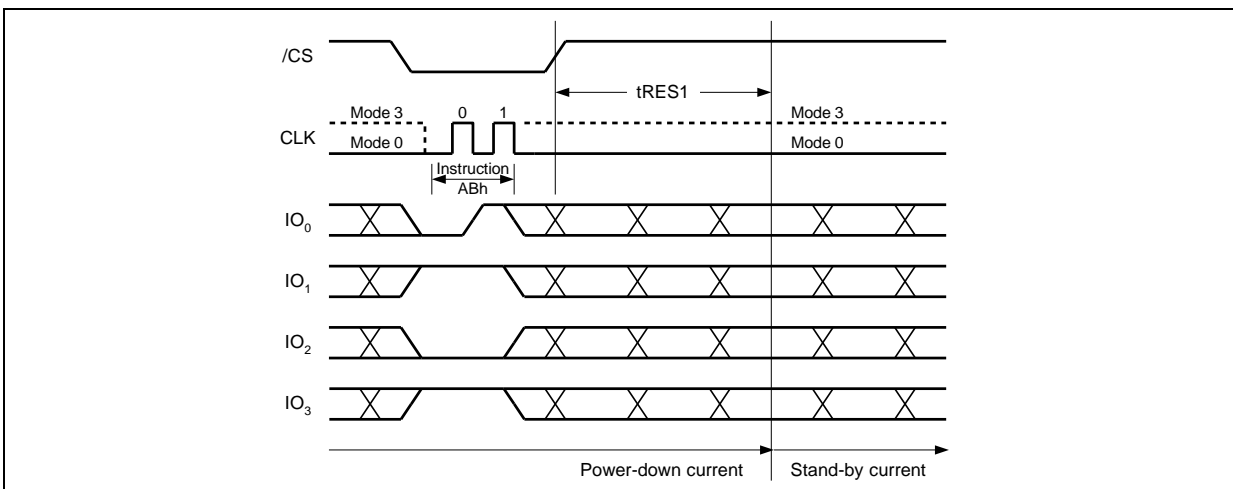 /CS
tRES1
Mode 3 0 1 Mode 3
CLK
Mode 0 Mode 0
Instruction
ABh
IO0
IO1
IO2
IO3
Power-down current Stand-by current